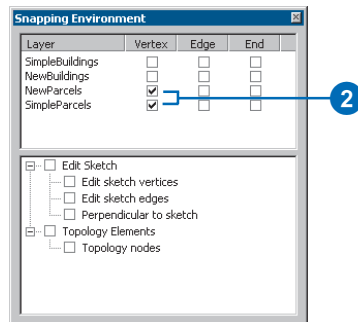 Snapping Environment
Layer Vertex Edge End
SimpleBuildings
NewBuildings
NewParcels
SimpleParcels
2
Edit Sketch
Edit sketch vertices
Edit sketch edges
Perpendicular to sketch
Topology Elements
Topology nodes